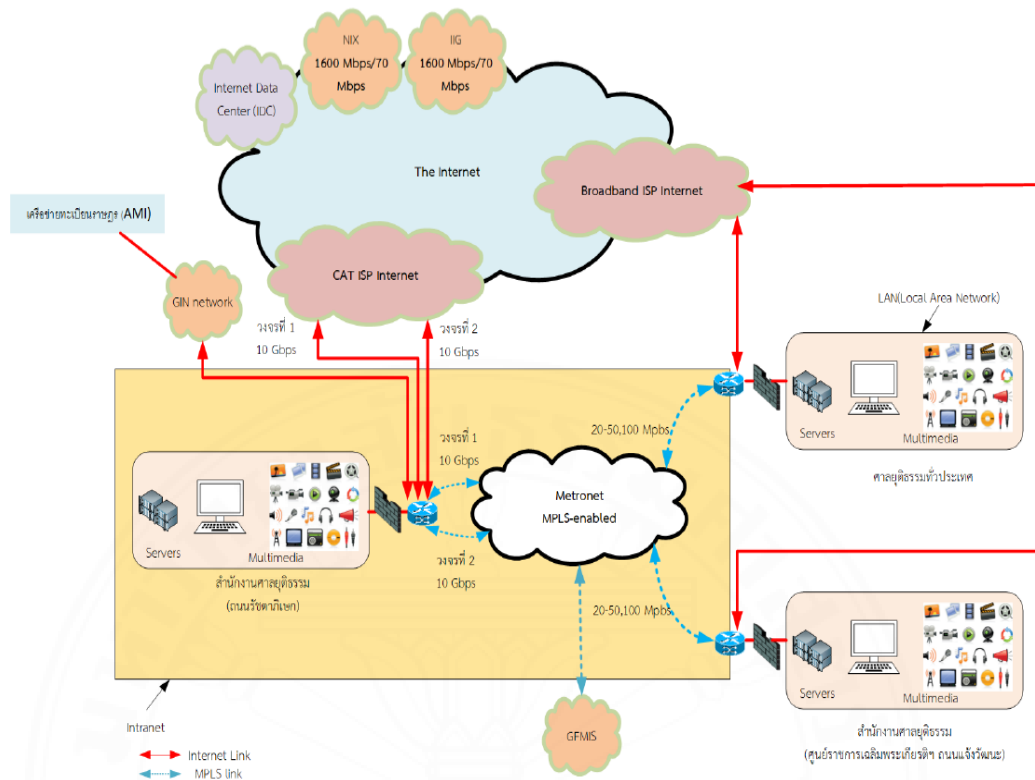 NIX
1600 Mbps/70
Mbps
IIG
1600 Mbps/70
Mbps
Internet Data
Center (IDC)
The Internet
Broadband ISP Internet
เครือข่ายทะเบียนราษฎร (AMI)
CAT ISP Internet
GIN network
LAN(Local Area Network)
วงจรที่ 1
10 Gbps
วงจรที่ 2
10 Gbps
Servers
Multimedia
ศาลยุติธรรมทั่วประเทศ
20-50,100 Mpbs
วงจรที่ 1
10 Gbps
Metronet
MPLS-enabled
Servers
Multimedia
สำนักงานศาลยุติธรรม
(ถนนรัชดาภิเษก)
วงจรที่ 2
10 Gbps
20-50,100 Mpbs
Servers
Multimedia
สำนักงานศาลยุติธรรม
(ศูนย์ราชการเฉลิมพระเกียรติฯ ถนนแจ้งวัฒนะ)
Intranet
GFMIS
Internet Link
MPLS link